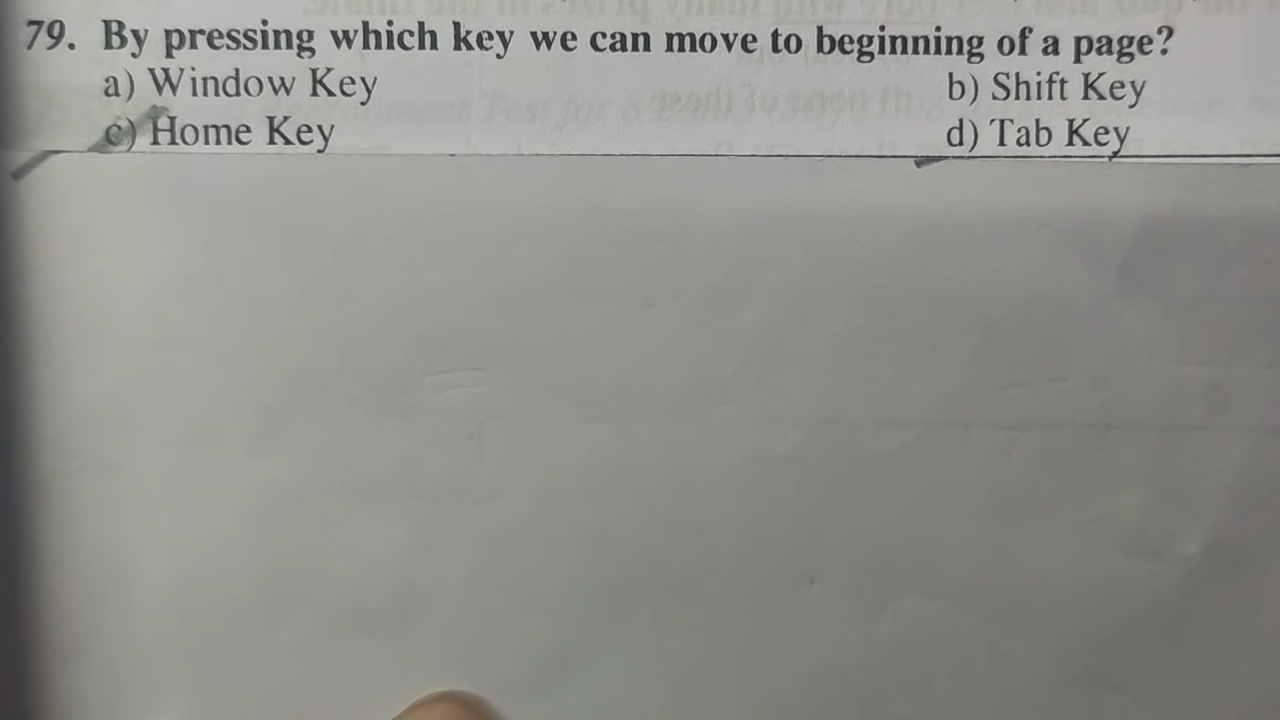 79. By pressing which key we can move to beginning of a page?
a) Window Key b) Shift Key
c) Home Key d) Tab Key